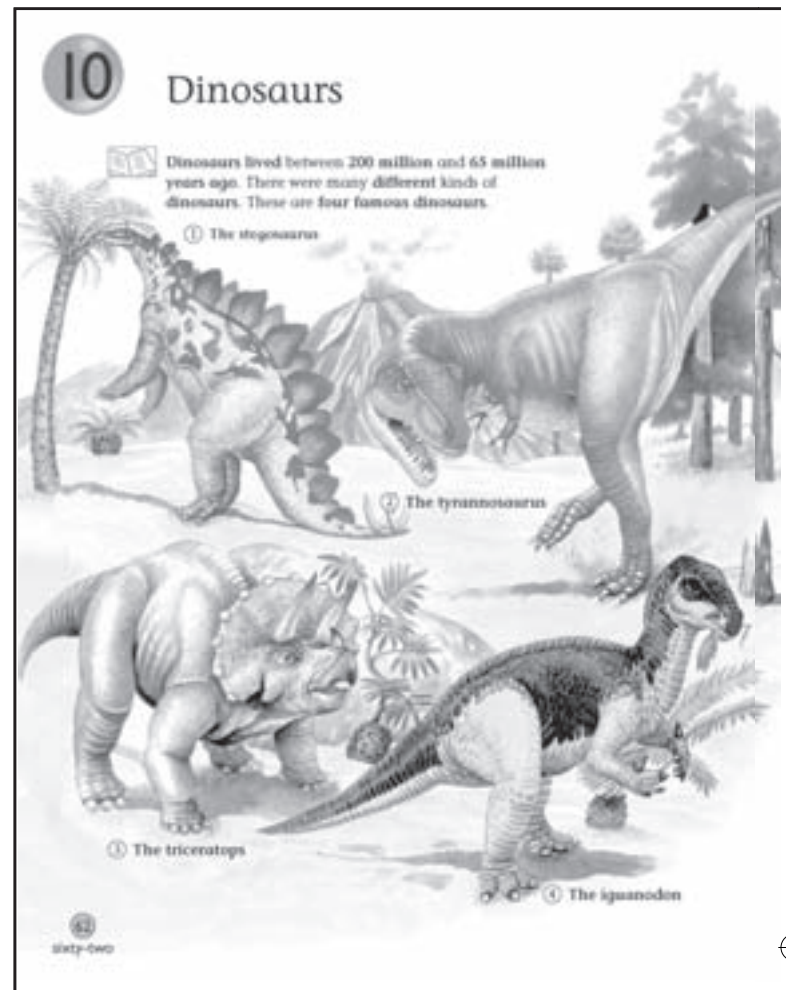 10
Dinosaurs
Dinosaurs lived between 200 million and 65 million
years ago. There were many different kinds of
dinosaurs. These are four famous dinosaurs.
① The stegosaurus
② The tyrannosaurus
③ The triceratops
④ The iguanodon
62
sixty-two